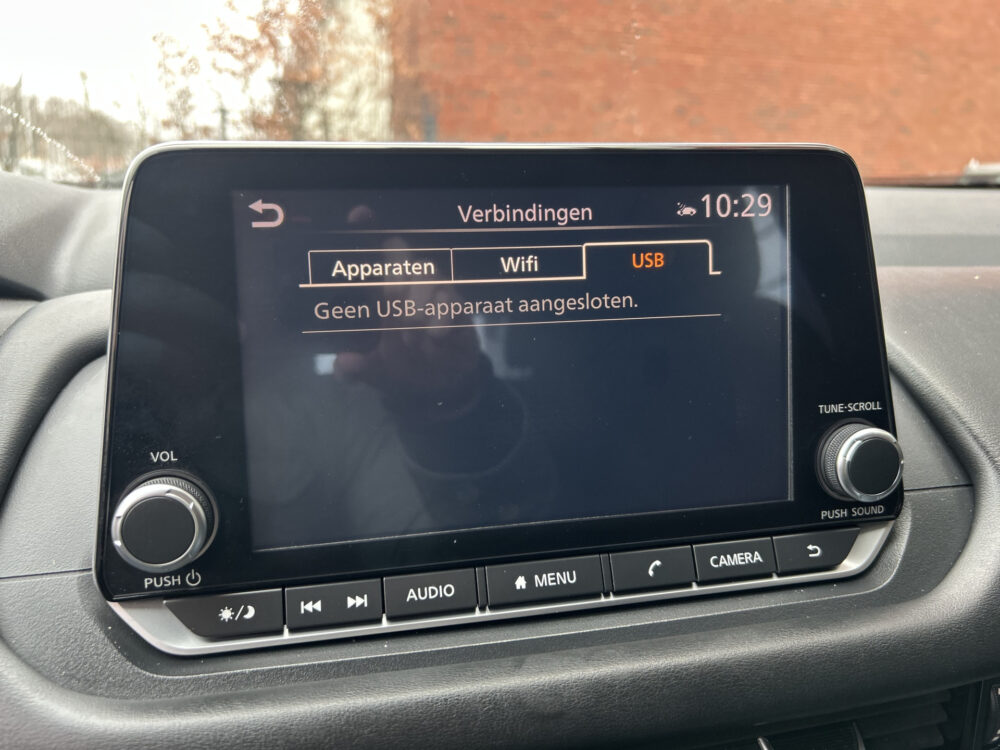 Verbindingen 10:29
Apparaten Wifi USB
Geen USB-apparaat aangesloten.
TUNE·SCROLL
VOL
PUSH SOUND
PUSH
AUDIO MENU CAMERA